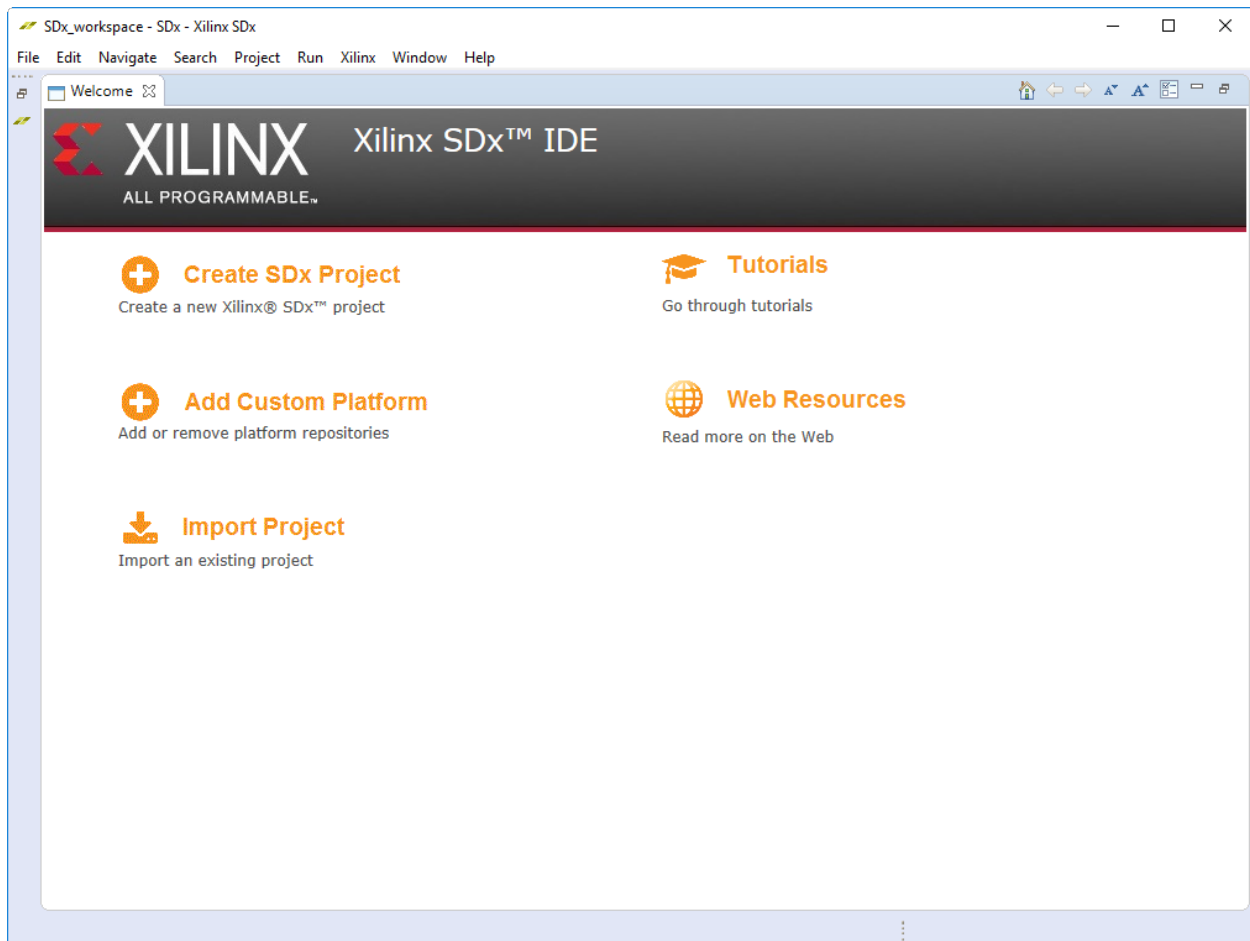 SDx_workspace - SDx - Xilinx SDx
File Edit Navigate Search Project Run Xilinx Window Help
Welcome
XILINX
ALL PROGRAMMABLE™
Xilinx SDx™ IDE
Create SDx Project
Create a new Xilinx® SDx™ project
Tutorials
Go through tutorials
Add Custom Platform
Add or remove platform repositories
Web Resources
Read more on the Web
Import Project
Import an existing project